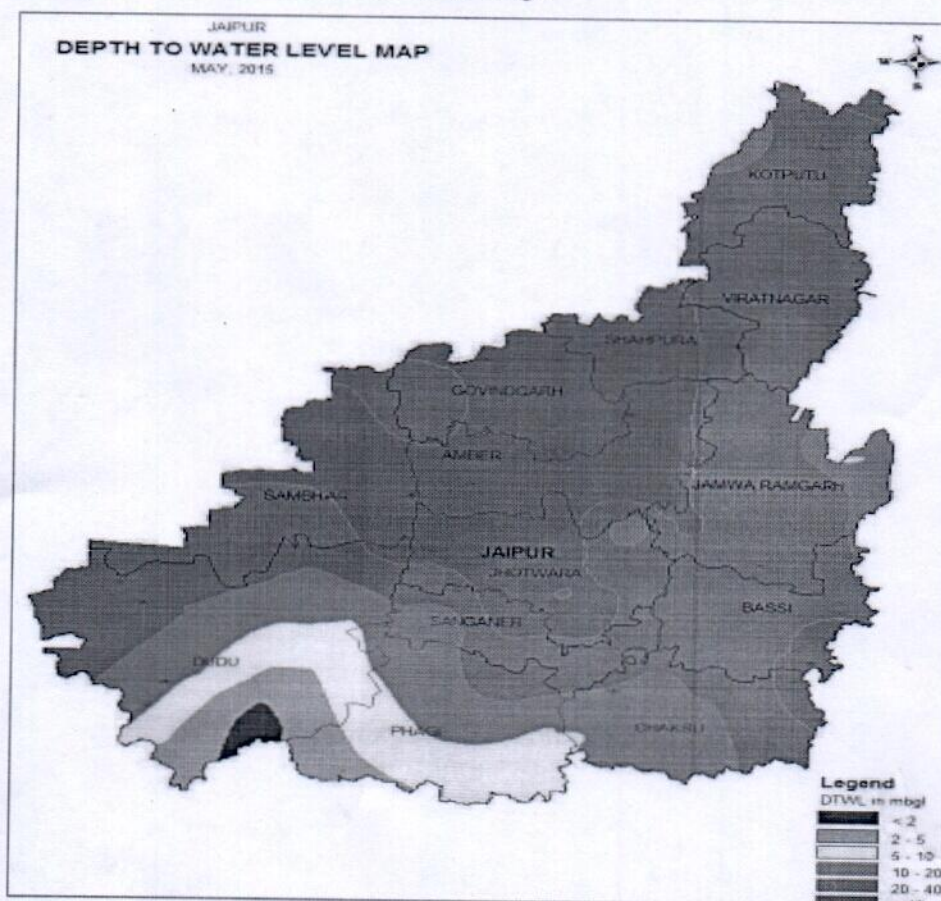 JAIPUR
DEPTH TO WATER LEVEL MAP
MAY, 2015
N
W E
S
KOTPUTLI
VIRATNAGAR
SHAHPURA
GOVINDGARH
AMBER
JAMWA RAMGARH
SAMBHAR
JAIPUR
JHOTWARA
BASSI
SANGANER
DUDU
PHAGI
CHAKSU
Legend
DTWL in mbgl
< 2
2 - 5
5 - 10
10 - 20
20 - 40